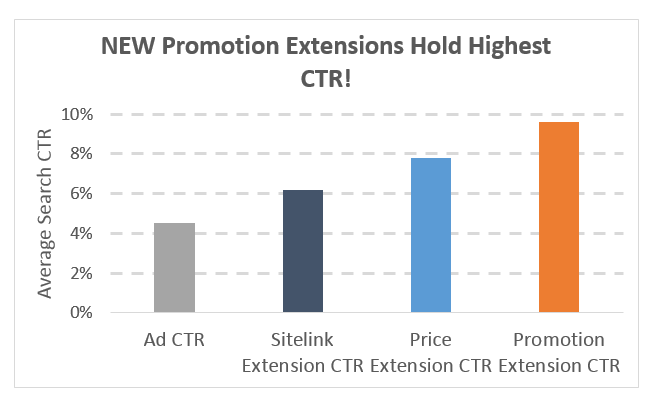 NEW Promotion Extensions Hold Highest
CTR!
Average Search CTR
10%
8%
6%
4%
2%
0%
Ad CTR
Sitelink
Extension CTR
Price
Extension CTR
Promotion
Extension CTR